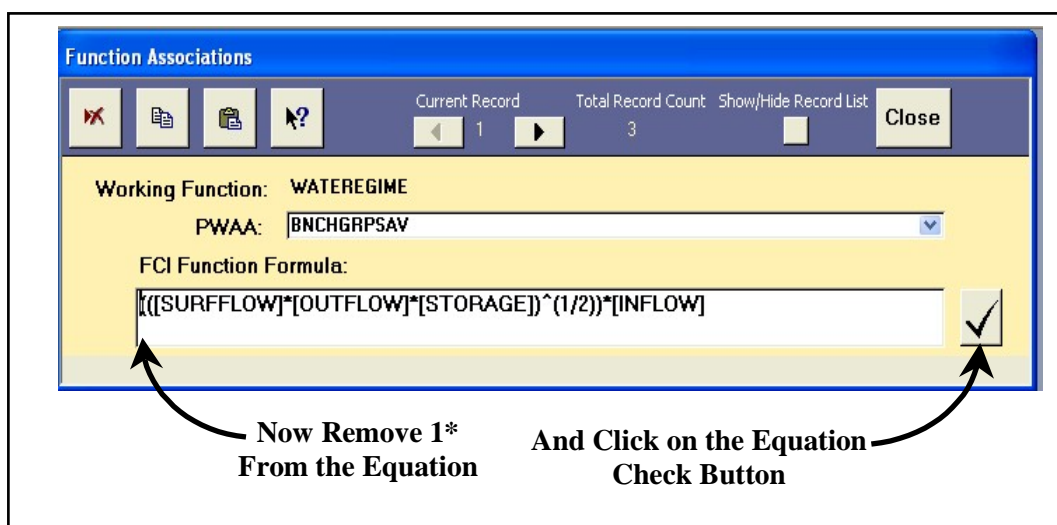 Function Associations
Current Record
Total Record Count
Show/Hide Record List
1
3
Close
Working Function: WATEREGIME
PWAA: BNCHGRPSAV
FCI Function Formula:
(([SURFFLOW]*[OUTFLOW]*[STORAGE])^(1/2))*[INFLOW]
Now Remove 1*
From the Equation
And Click on the Equation
Check Button